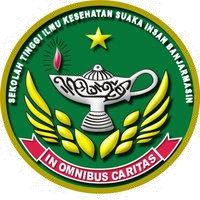 SEKOLAH TINGGI ILMU KESEHATAN SUAKA INSAN BANJARMASIN
IN OMNIBUS CARITAS